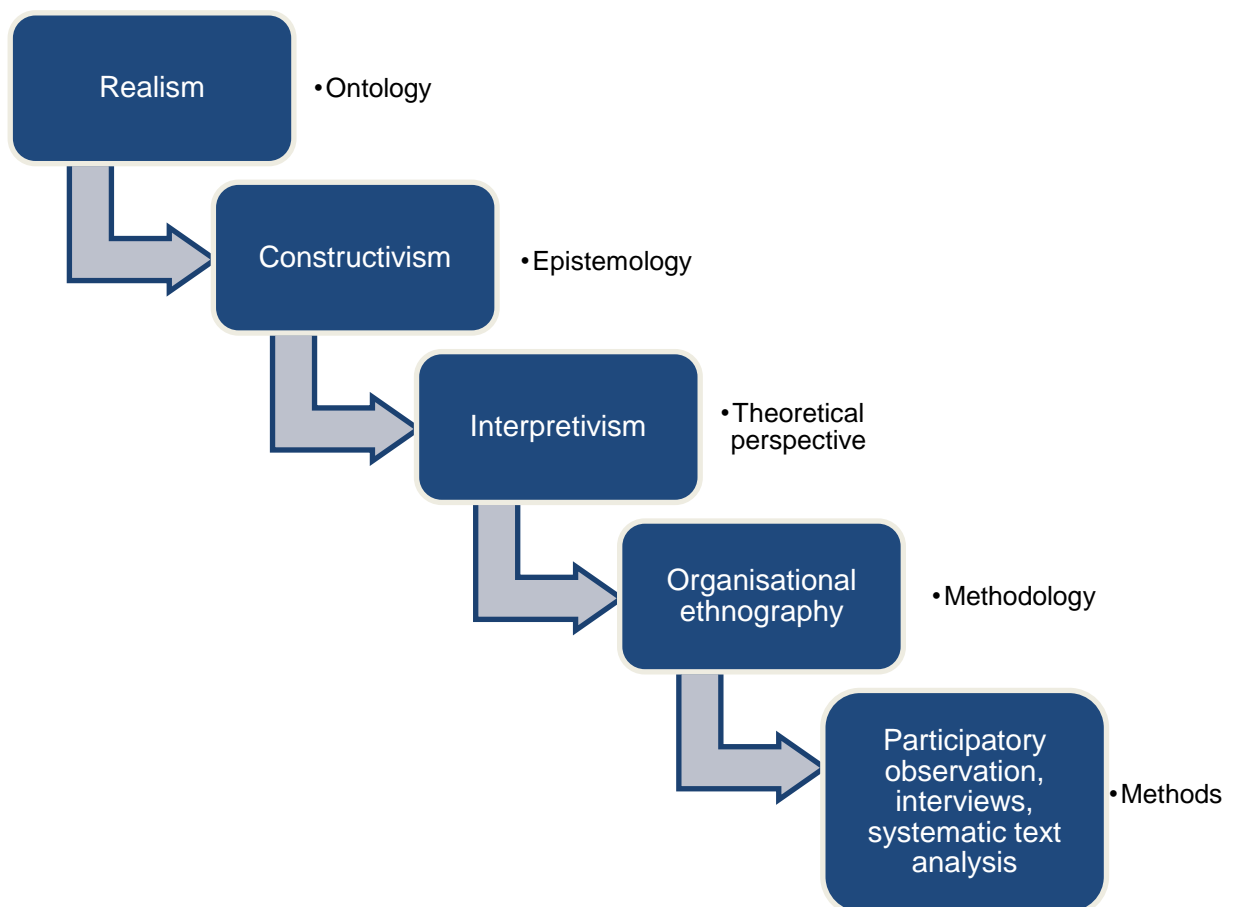 Realism
•Ontology
Constructivism
•Epistemology
Interpretivism
•Theoretical
perspective
Organisational
ethnography
•Methodology
Participatory
observation,
interviews,
systematic text
analysis
•Methods